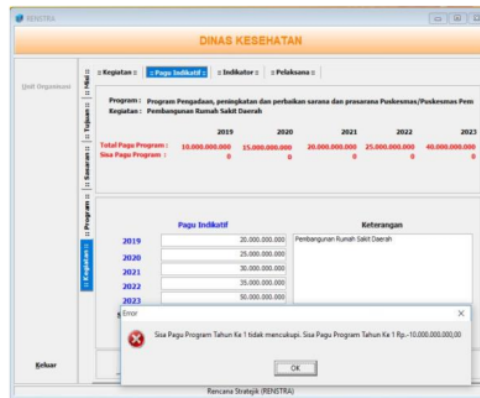 RENSTRA
DINAS KESEHATAN
Unit Organisasi
:: Misi ::
:: Tujuan ::
:: Sasaran ::
:: Program ::
:: Kegiatan ::
:: Kegiatan :: :: Pagu Indikatif :: :: Indikator :: :: Pelaksana ::
Program : Program Pengadaan, peningkatan dan perbaikan sarana dan prasarana Puskesmas/Puskesmas Pem
Kegiatan : Pembangunan Rumah Sakit Daerah
2019 2020 2021 2022 2023
Total Pagu Program : 10.000.000.000 15.000.000.000 20.000.000.000 25.000.000.000 40.000.000.000
Sisa Pagu Program : 0 0 0 0 0
Pagu Indikatif Keterangan
2019 20.000.000.000 Pembangunan Rumah Sakit Daerah
2020 25.000.000.000
2021 30.000.000.000
2022 35.000.000.000
2023 50.000.000.000
Error
Sisa Pagu Program Tahun Ke 1 tidak mencukupi. Sisa Pagu Program Tahun Ke 1 Rp.-10.000.000.000,00
OK
Keluar
Rencana Stratejik (RENSTRA)